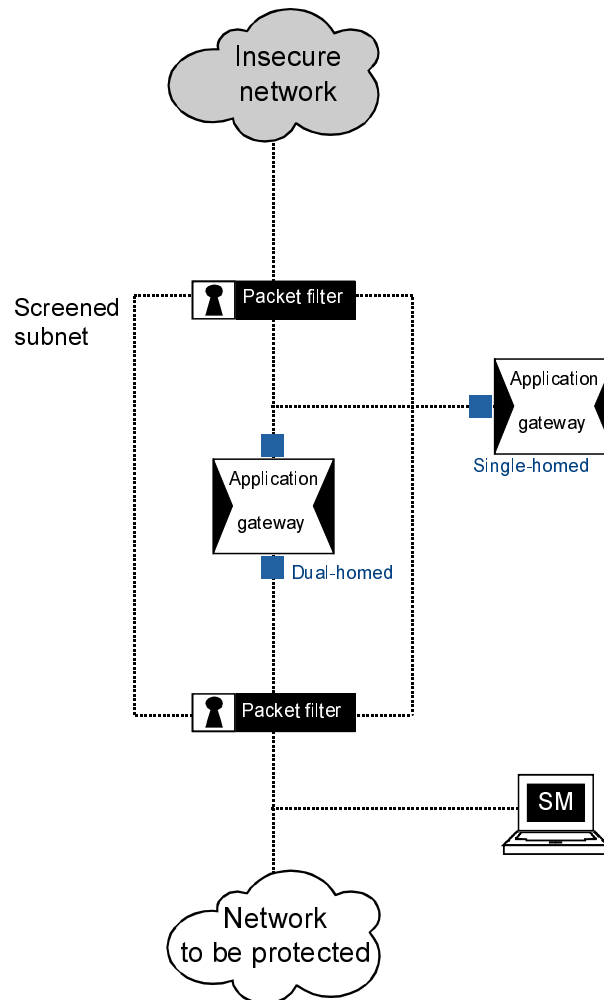 Insecure
network
Packet filter
Screened
subnet
Application
gateway
Single-homed
Application
gateway
Dual-homed
Packet filter
SM
Network
to be protected